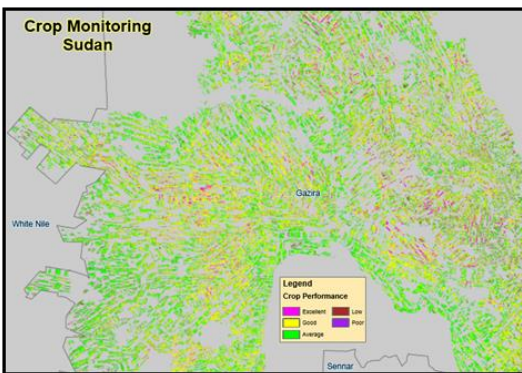 Crop Monitoring
Sudan
Gazira
White Nile
Legend
Crop Performance
Excellent
Low
Good
Poor
Average
Sennar